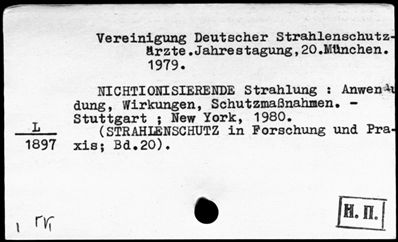 Vereinigung Deutscher Strahlenschutz-
ärzte.Jahrestagung,20.München.
1979.
NICHTIONISIERENDE Strahlung : Anwen
dung, Wirkungen, Schutzmaßnahmen. -
Stuttgart ; New York, 1980.
(STRAHLENSCHUTZ in Forschung und Pra-
xis; Bd.20).
L
1897
Н. П.